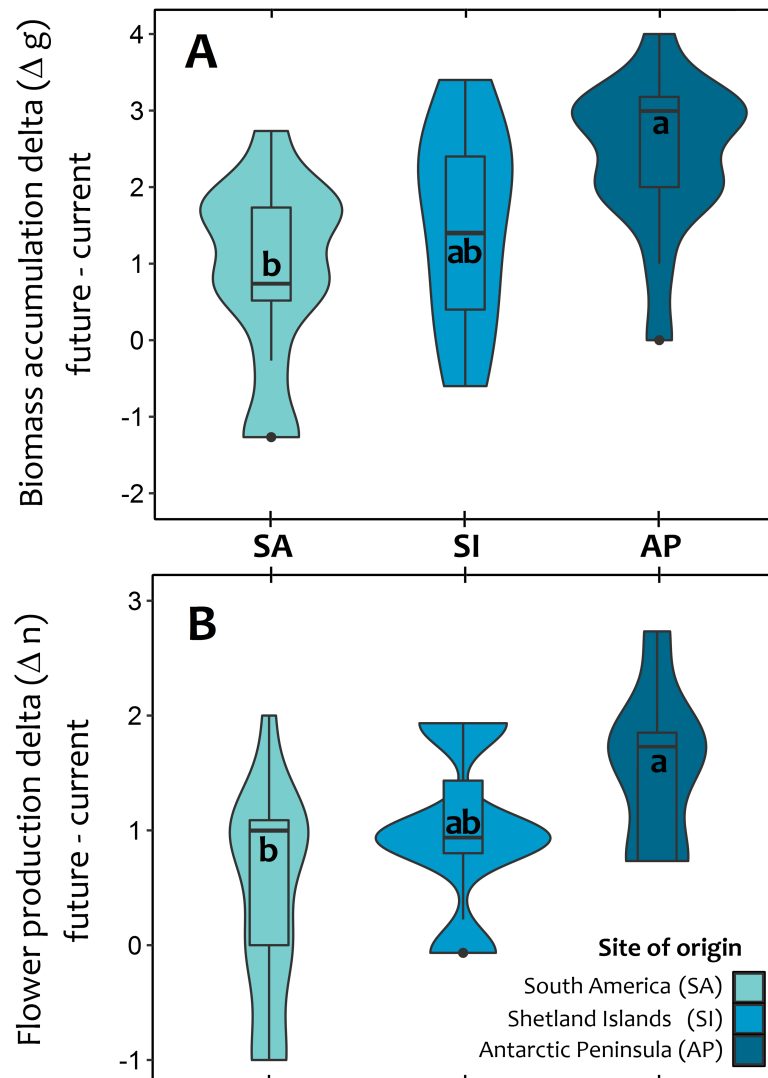 Biomass accumulation delta (Δ g)
future - current
A
4
3
2
1
0
-1
-2
b
ab
a
SA
SI
AP
Flower production delta (Δ n)
future - current
B
3
2
1
0
-1
b
ab
a
Site of origin
South America (SA)
Shetland Islands (SI)
Antarctic Peninsula (AP)